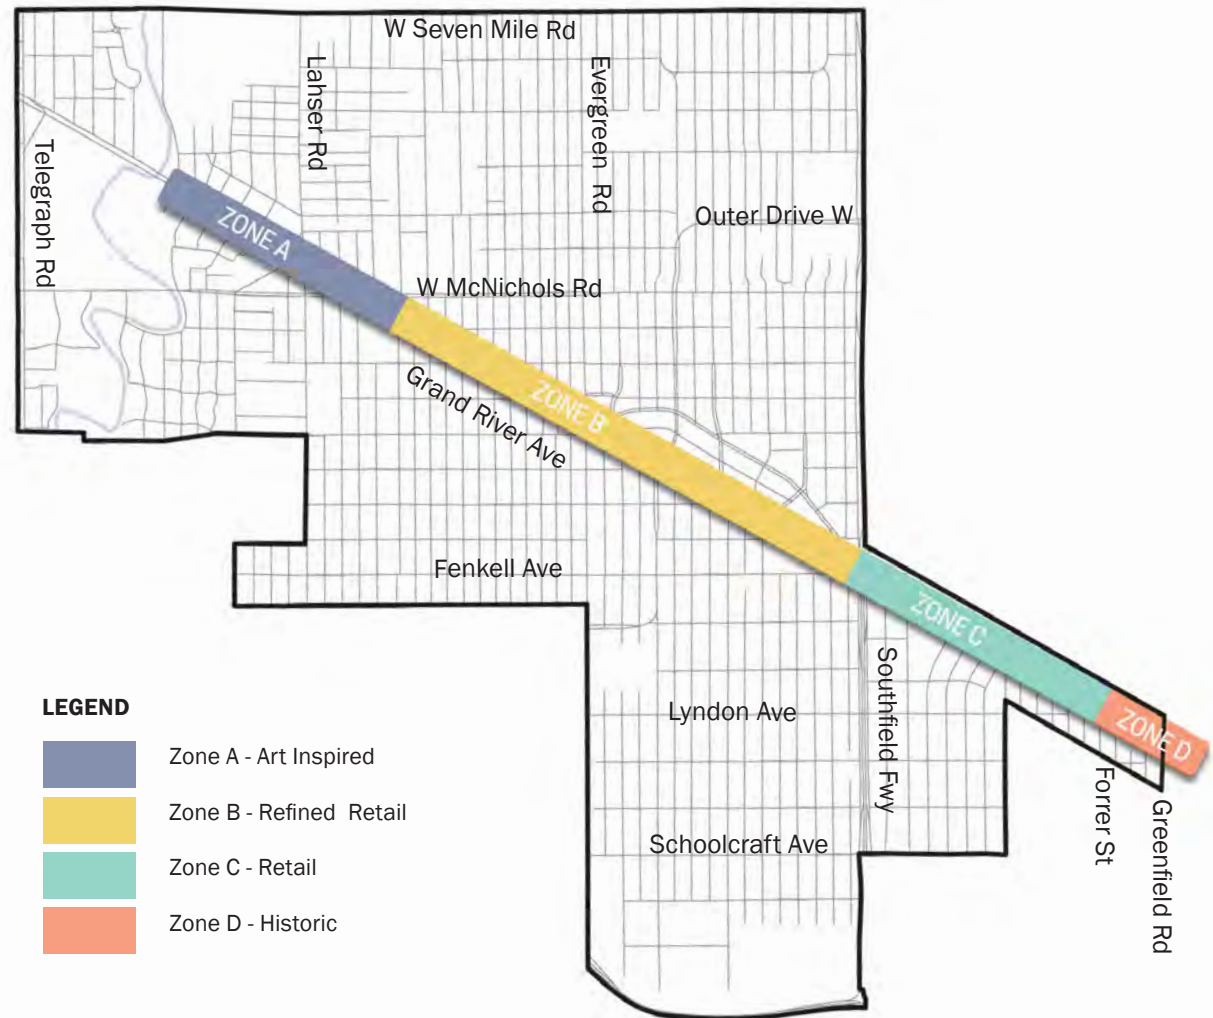 W Seven Mile Rd
Lahser Rd
Evergreen Rd
Telegraph Rd
Outer Drive W
ZONE A
W McNichols Rd
Grand River Ave
ZONE B
Fenkell Ave
ZONE C
Southfield Fwy
Lyndon Ave
ZONE D
Forrer St
Greenfield Rd
Schoolcraft Ave
LEGEND
Zone A - Art Inspired
Zone B - Refined Retail
Zone C - Retail
Zone D - Historic